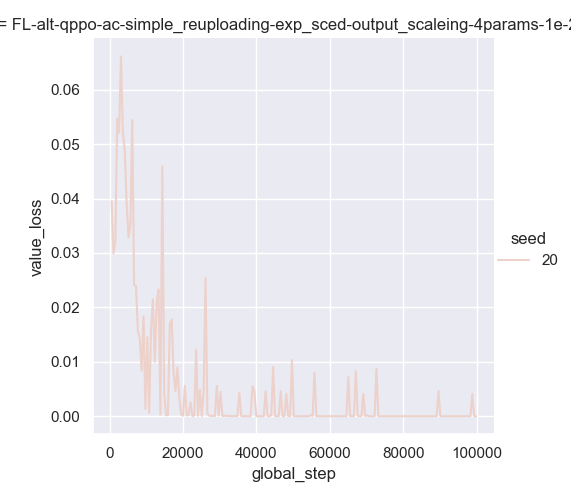 = FL-alt-qppo-ac-simple_reuploading-exp_sced-output_scaleing-4params-1e-2
0.06
0.05
0.04
0.03
0.02
0.01
0.00
value_loss
0 20000 40000 60000 80000 100000
global_step
seed
20